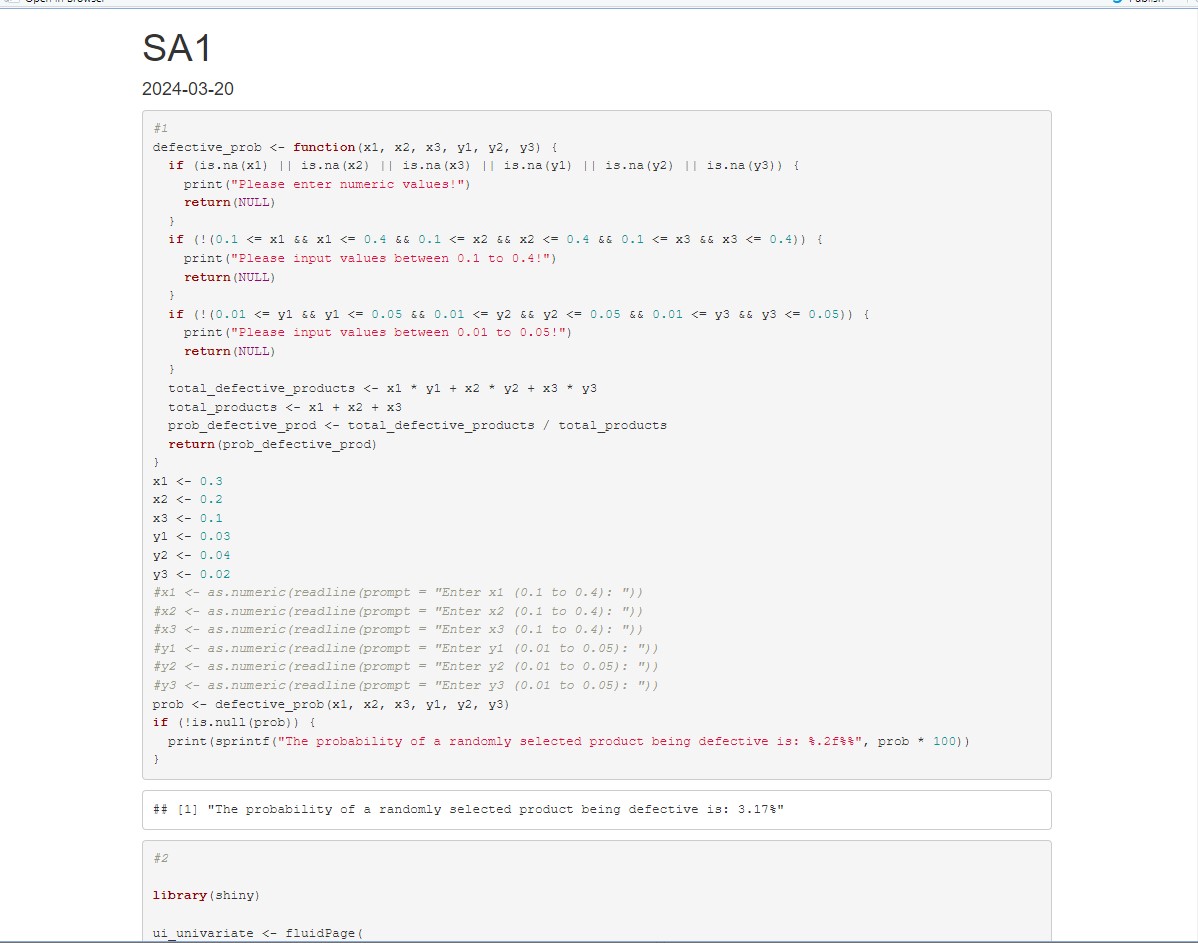 SA1
2024-03-20
#1
defective_prob <- function(x1, x2, x3, y1, y2, y3) {
  if (is.na(x1) || is.na(x2) || is.na(x3) || is.na(y1) || is.na(y2) || is.na(y3)) {
    print("Please enter numeric values!")
    return(NULL)
  }
  if (!(0.1 <= x1 && x1 <= 0.4 && 0.1 <= x2 && x2 <= 0.4 && 0.1 <= x3 && x3 <= 0.4)) {
    print("Please input values between 0.1 to 0.4!")
    return(NULL)
  }
  if (!(0.01 <= y1 && y1 <= 0.05 && 0.01 <= y2 && y2 <= 0.05 && 0.01 <= y3 && y3 <= 0.05)) {
    print("Please input values between 0.01 to 0.05!")
    return(NULL)
  }
  total_defective_products <- x1 * y1 + x2 * y2 + x3 * y3
  total_products <- x1 + x2 + x3
  prob_defective_prod <- total_defective_products / total_products
  return(prob_defective_prod)
}
x1 <- 0.3
x2 <- 0.2
x3 <- 0.1
y1 <- 0.03
y2 <- 0.04
y3 <- 0.02
#x1 <- as.numeric(readline(prompt = "Enter x1 (0.1 to 0.4): "))
#x2 <- as.numeric(readline(prompt = "Enter x2 (0.1 to 0.4): "))
#x3 <- as.numeric(readline(prompt = "Enter x3 (0.1 to 0.4): "))
#y1 <- as.numeric(readline(prompt = "Enter y1 (0.01 to 0.05): "))
#y2 <- as.numeric(readline(prompt = "Enter y2 (0.01 to 0.05): "))
#y3 <- as.numeric(readline(prompt = "Enter y3 (0.01 to 0.05): "))
prob <- defective_prob(x1, x2, x3, y1, y2, y3)
if (!is.null(prob)) {
  print(sprintf("The probability of a randomly selected product being defective is: %.2f%%", prob * 100))
}
## [1] "The probability of a randomly selected product being defective is: 3.17%"
#2
library(shiny)
ui_univariate <- fluidPage(